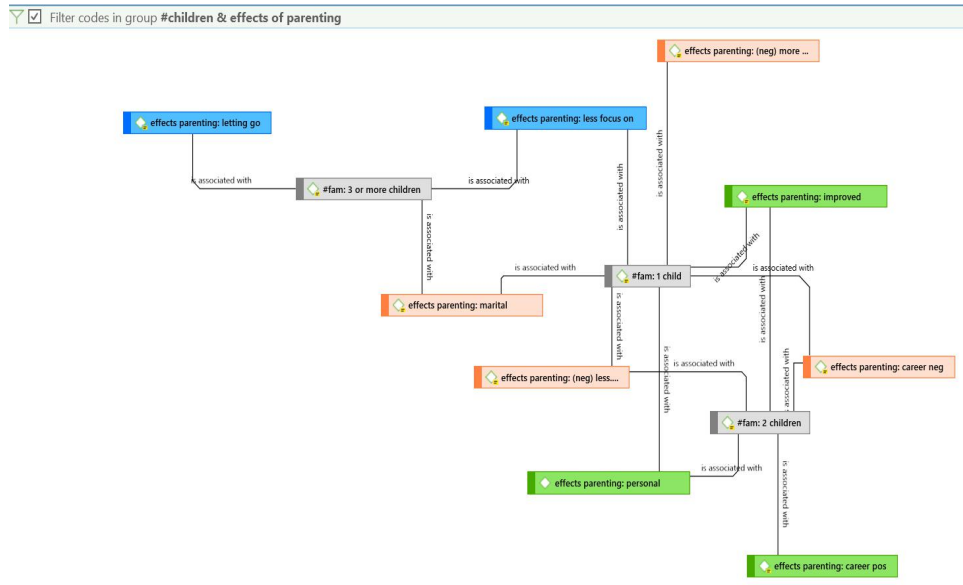 Filter codes in group #children & effects of parenting
effects parenting: (neg) more ...
effects parenting: letting go
effects parenting: less focus on
is associated with
#fam: 3 or more children
is associated with
is associated with
is associated with
is associated with
effects parenting: improved
is associated with
is associated with
#fam: 1 child
is associated with
is associated with
is associated with
effects parenting: marital
is associated with
is associated with
is associated with
is associated with
effects parenting: (neg) less....
effects parenting: career neg
#fam: 2 children
is associated with
effects parenting: personal
is associated with
effects parenting: career pos